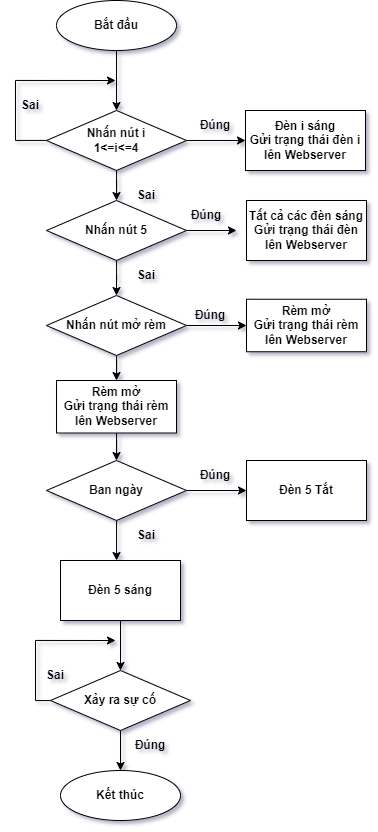 Bắt đầu
Sai
Nhấn nút i
1<=i<=4
Đúng
Đèn i sáng
Gửi trạng thái đèn i
lên Webserver
Sai
Nhấn nút 5
Đúng
Tất cả các đèn sáng
Gửi trạng thái đèn
lên Webserver
Sai
Nhấn nút mở rèm
Đúng
Rèm mở
Gửi trạng thái rèm
lên Webserver
Rèm mở
Gửi trạng thái rèm
lên Webserver
Ban ngày
Đúng
Đèn 5 Tắt
Sai
Đèn 5 sáng
Sai
Xảy ra sự cố
Đúng
Kết thúc